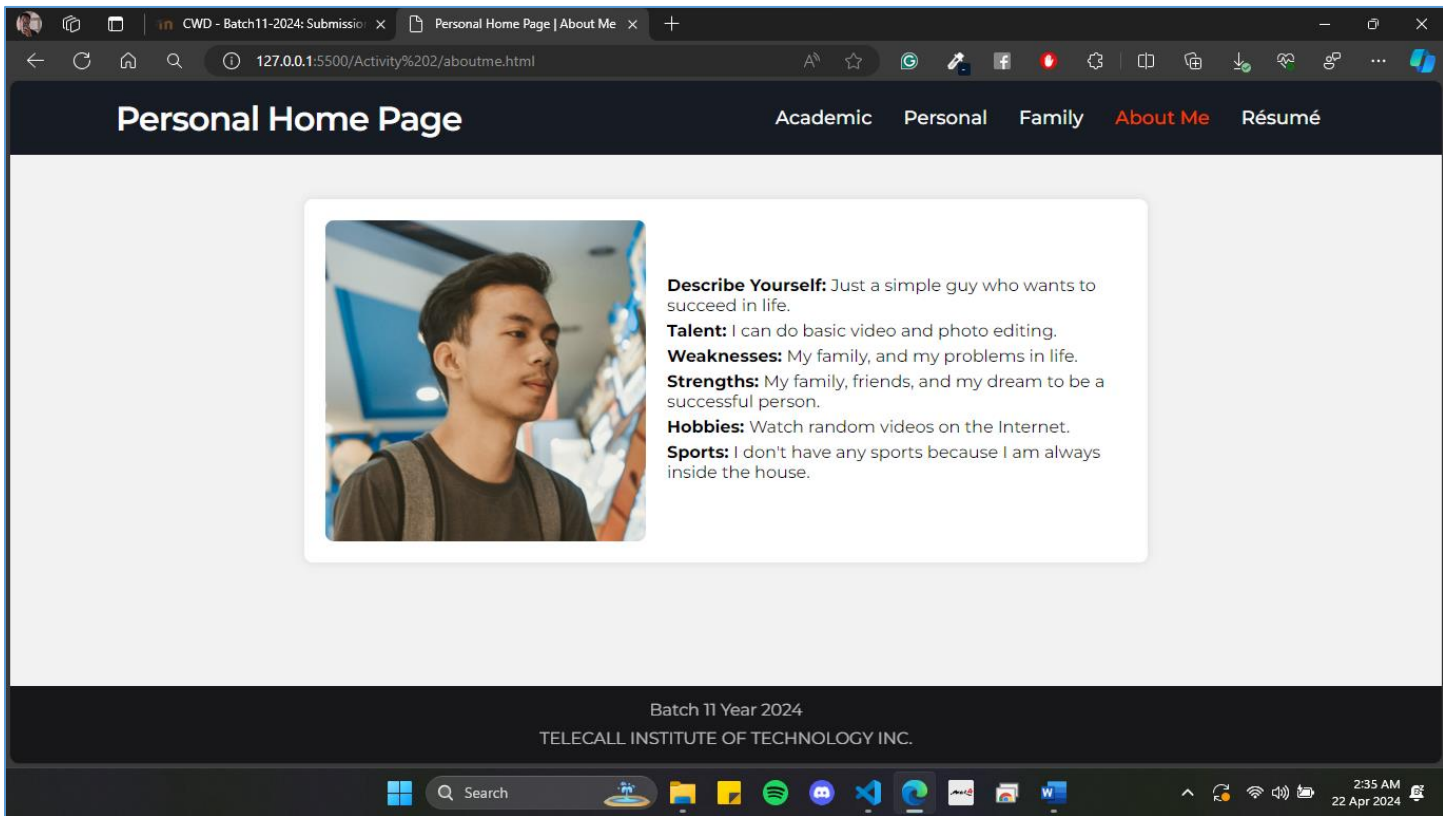 CWD - Batch11-2024: Submissio
Personal Home Page | About Me
127.0.0.1:5500/Activity%202/aboutme.html
Personal Home Page
Academic Personal Family About Me Résumé
Describe Yourself: Just a simple guy who wants to
succeed in life.
Talent: I can do basic video and photo editing.
Weaknesses: My family, and my problems in life.
Strengths: My family, friends, and my dream to be a
successful person.
Hobbies: Watch random videos on the Internet.
Sports: I don't have any sports because I am always
inside the house.
Batch 11 Year 2024
TELECALL INSTITUTE OF TECHNOLOGY INC.
Search
2:35 AM
22 Apr 2024